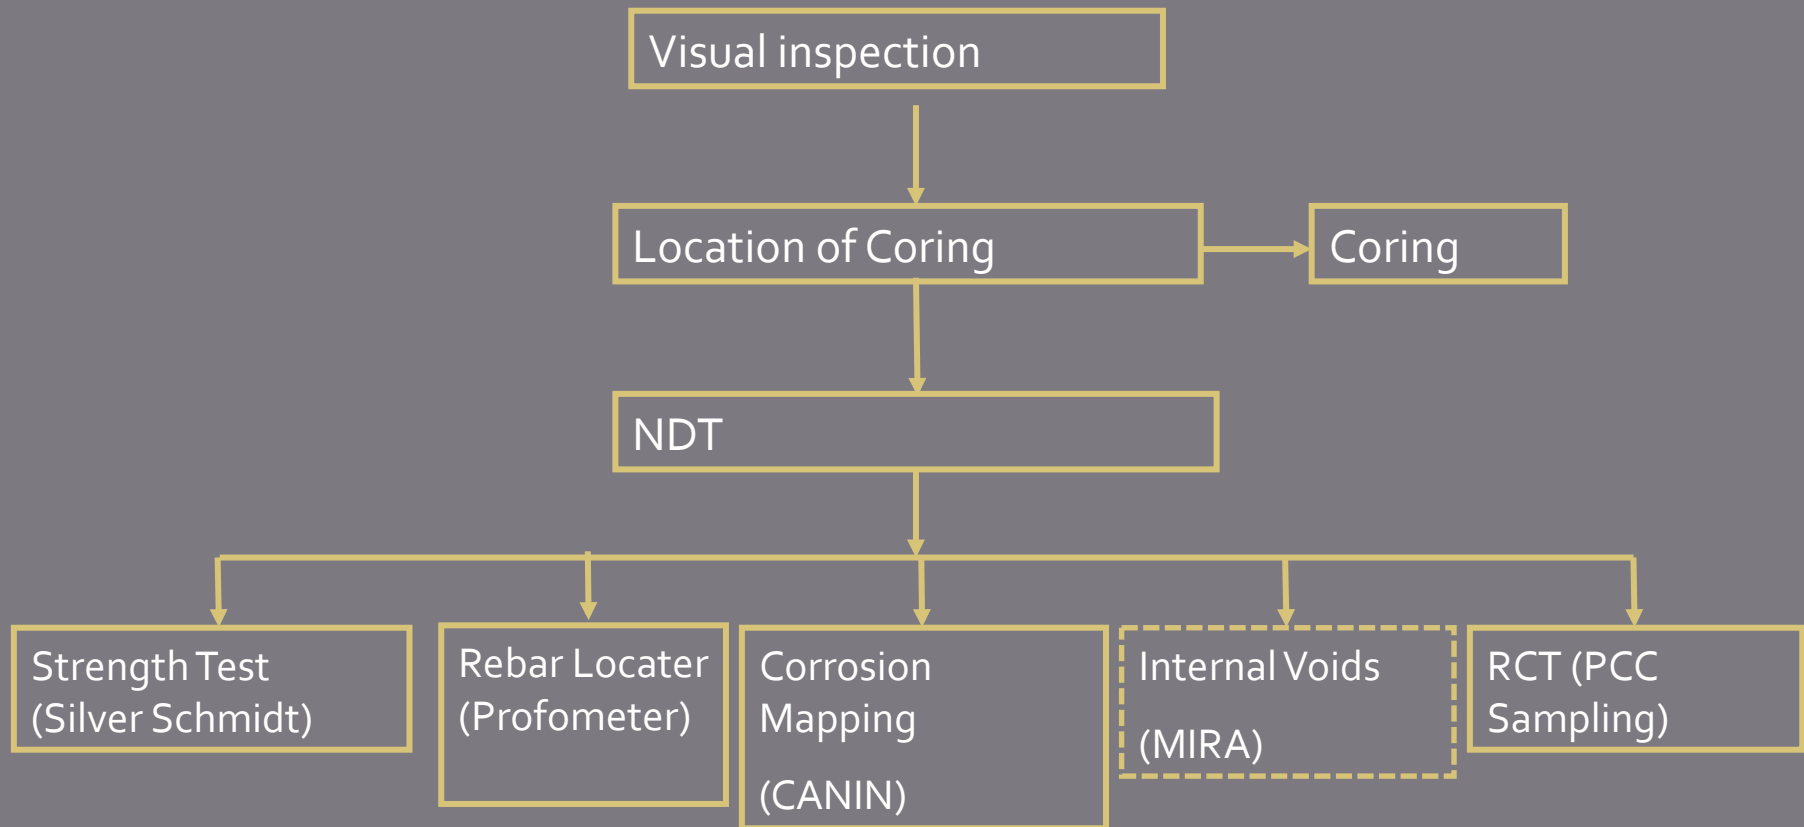 Visual inspection
Location of Coring
Coring
NDT
Strength Test
(Silver Schmidt)
Rebar Locater
(Profometer)
Corrosion
Mapping
(CANIN)
Internal Voids
(MIRA)
RCT (PCC
Sampling)